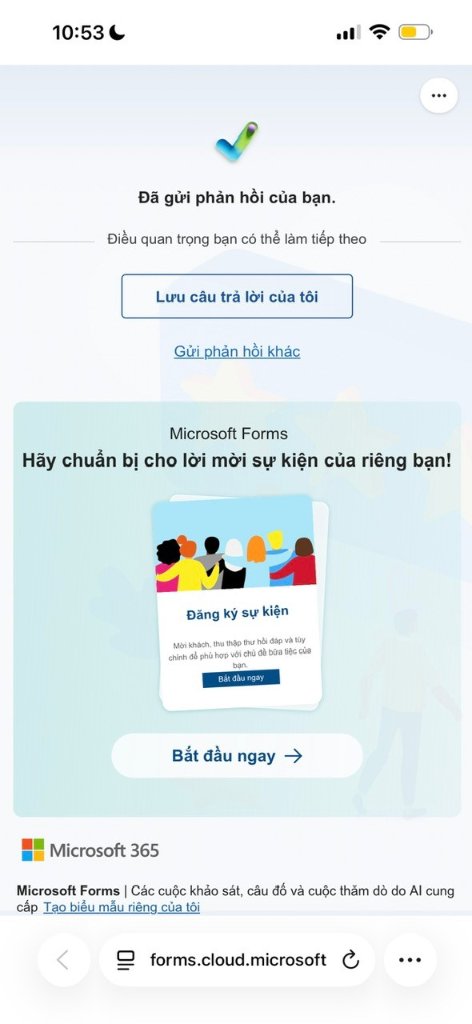 10:53
Đã gửi phản hồi của bạn.
Điều quan trọng bạn có thể làm tiếp theo
Lưu câu trả lời của tôi
Gửi phản hồi khác
Microsoft Forms
Hãy chuẩn bị cho lời mời sự kiện của riêng bạn!
Đăng ký sự kiện
Mời khách, thu thập thư hồi đáp và tùy
chỉnh để phù hợp với chủ đề bữa tiệc của
bạn.
Bắt đầu ngay
Bắt đầu ngay →
Microsoft 365
Microsoft Forms | Các cuộc khảo sát, câu đố và cuộc thăm dò do AI cung
cấp Tạo biểu mẫu riêng của tôi
forms.cloud.microsoft